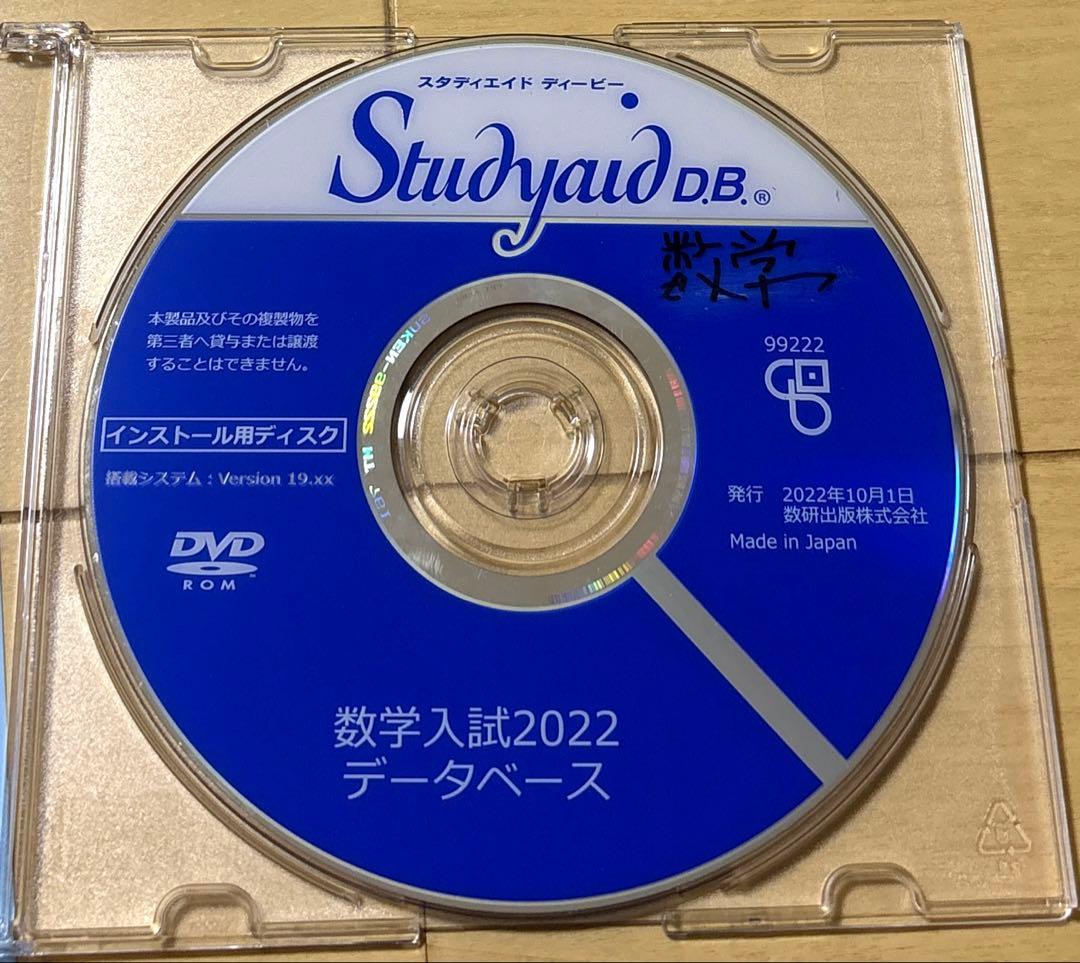 スタディエイド ディービー
Studyaid D.B.®
数学
本製品及びその複製物を
第三者へ貸与または譲渡
することはできません。
99222
インストール用ディスク
搭載システム：Version 19.xx
発行 2022年10月1日
数研出版株式会社
Made in Japan
DVD
ROM
数学入試2022
データベース